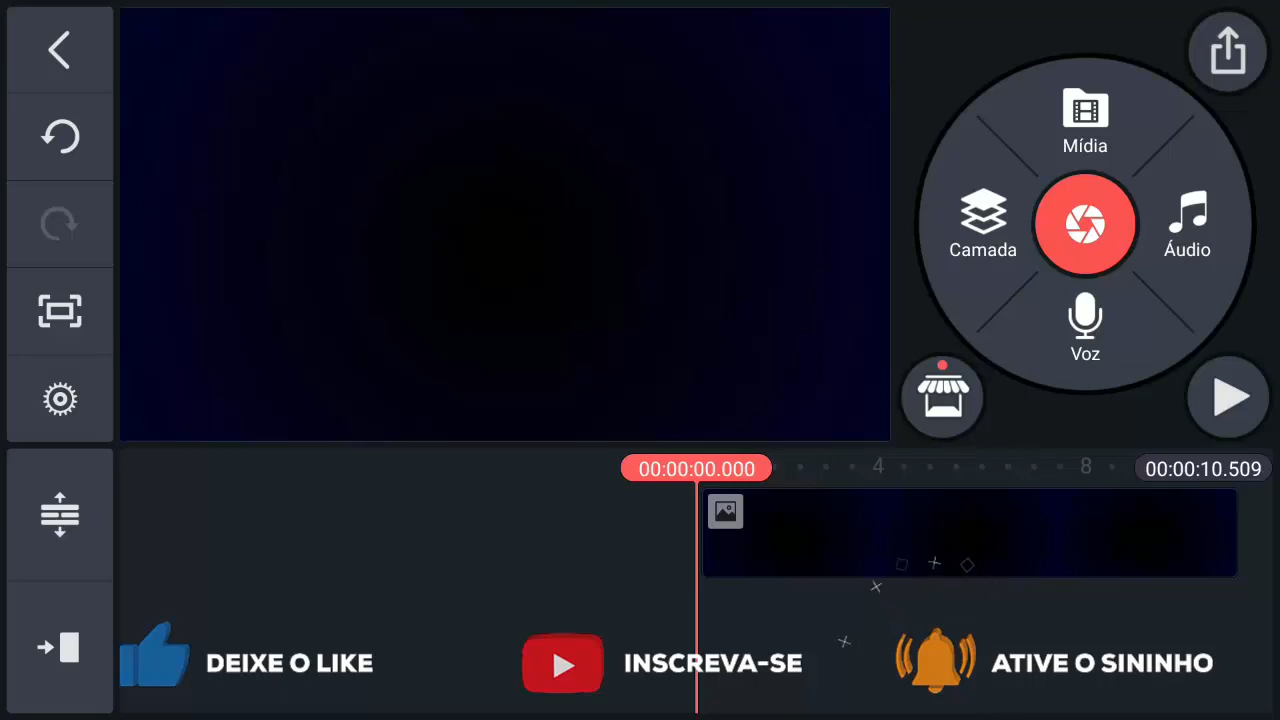 Mídia
Camada
Áudio
Voz
00:00:00.000
4
8
00:00:10.509
DEIXE O LIKE
INSCREVA-SE
ATIVE O SININHO